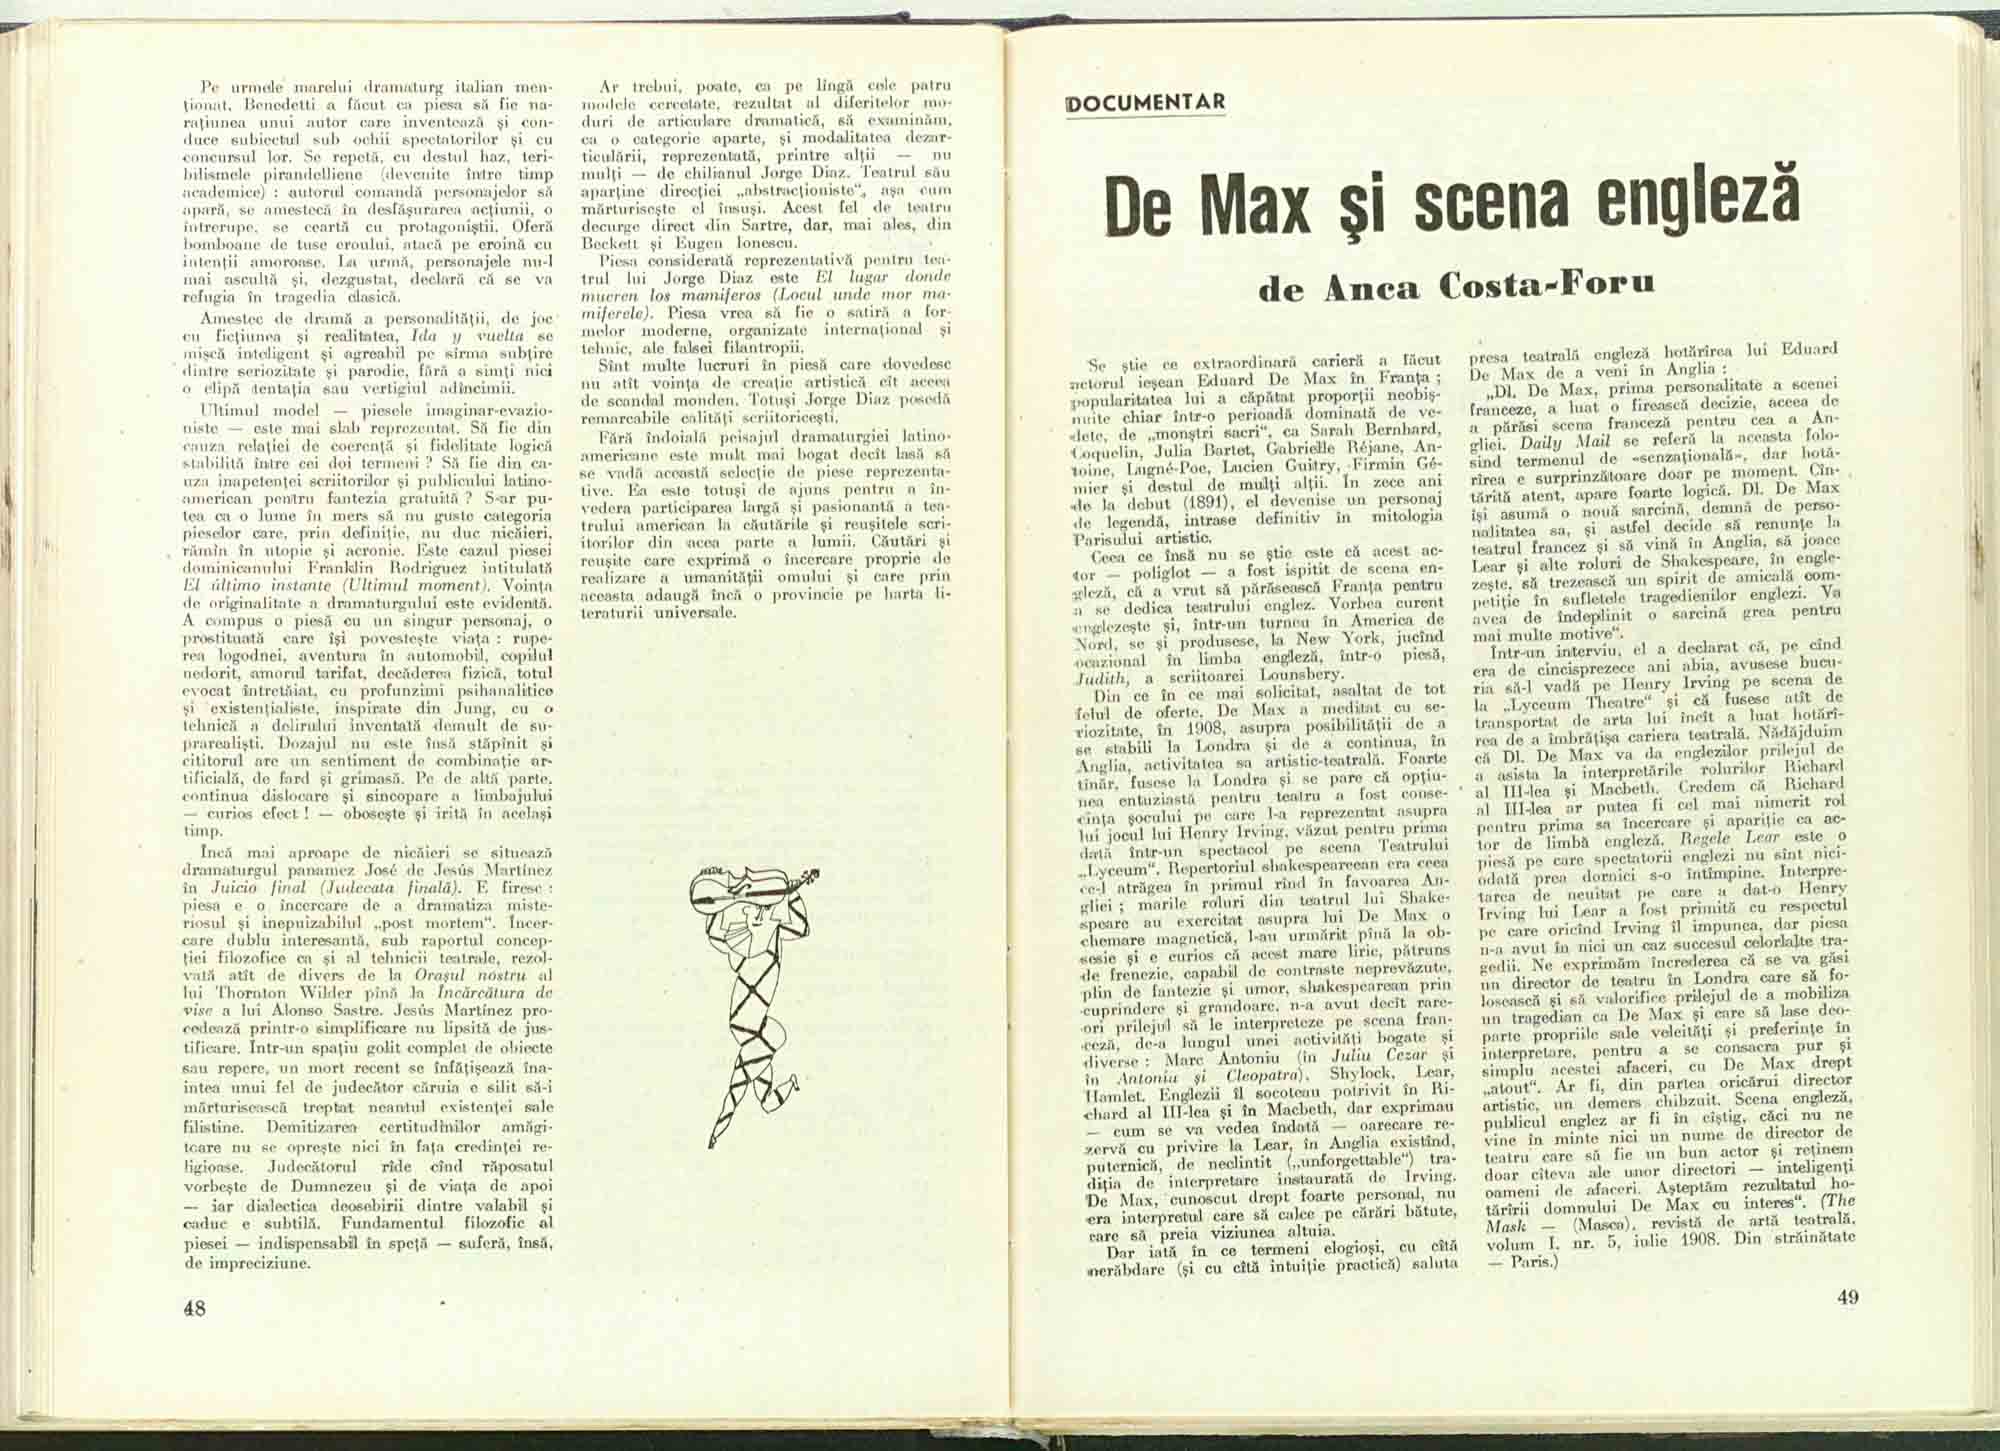 Pe urmele marelui dramaturg italian men-
ționat, Benedetti a făcut ca piesa să fie na-
rațiunea unui autor care inventează și con-
duce subiectul sub ochii spectatorilor și cu
concursul lor. Se repetă, cu destul haz, teri-
bilismele pirandelliene (devenite între timp
academice) : autorul comandă personajelor să
apară, se amestecă în desfășurarea acțiunii, o
întrerupe, se ceartă cu protagoniștii. Oferă
bomboane de tuse eroului, atacă pe eroină cu
intenții amoroase. La urmă, personajele nu-l
mai ascultă și, dezgustat, declară că se va
refugia în tragedia clasică.
Amestec de dramă a personalității, de joc
cu ficțiunea și realitatea, Ida y vuelta se
mișcă inteligent și agreabil pe sîrma subțire
dintre seriozitate și parodie, fără a simți nici
o clipă tentația sau vertigiul adîncimii.
Ultimul model — piesele imaginar-evazio-
niste — este mai slab reprezentat. Să fie din
cauza relației de coerență și fidelitate logică
stabilită între cei doi termeni ? Să fie din ca-
uza inapetenței scriitorilor și publicului latino-
american pentru fantezia gratuită ? S-ar pu-
tea ca o lume în mers să nu guste categoria
pieselor care, prin definiție, nu duc nicăieri,
rămîn în utopie și acronie. Este cazul piesei
dominicanului Franklin Rodriguez intitulată
El último instante (Ultimul moment). Voința
de originalitate a dramaturgului este evidentă.
A compus o piesă cu un singur personaj, o
prostituată care își povestește viața : rupe-
rea logodnei, aventura în automobil, copilul
nedorit, amorul tarifat, decăderea fizică, totul
evocat întretăiat, cu profunzimi psihanalitice
și existențialiste, inspirate din Jung, cu o
tehnică a delirului inventată demult de su-
prarealiști. Dozajul nu este însă stăpînit și
cititorul are un sentiment de combinație ar-
tificială, de fard și grimasă. Pe de altă parte,
continua dislocare și sincopare a limbajului
— curios efect ! — obosește și irită în același
timp.
Încă mai aproape de nicăieri se situează
dramaturgul panamez José de Jesús Martínez
în Juicio final (Judecata finală). E firesc :
piesa e o încercare de a dramatiza miste-
riosul și inepuizabilul „post mortem“. Încer-
care dublu interesantă, sub raportul concep-
ției filozofice ca și al tehnicii teatrale, rezol-
vată atît de divers de la Orașul nostru al
lui Thornton Wilder pînă la Încărcătura de
vise a lui Alonso Sastre. Jesús Martínez pro-
cedează printr-o simplificare nu lipsită de jus-
tificare. Într-un spațiu golit complet de obiecte
sau repere, un mort recent se înfățișează îna-
intea unui fel de judecător căruia e silit să-i
mărturisească treptat neantul existenței sale
filistine. Demitizarea certitudinilor amăgi-
toare nu se oprește nici în fața credinței re-
ligioase. Judecătorul rîde cînd răposatul
vorbește de Dumnezeu și de viața de apoi
— iar dialectica deosebirii dintre valabil și
caduc e subtilă. Fundamentul filozofic al
piesei — indispensabil în speță — suferă, însă,
de impreciziune.
48
Ar trebui, poate, ca pe lîngă cele patru
modele cercetate, rezultat al diferitelor mo-
duri de articulare dramatică, să examinăm,
ca o categorie aparte, și modalitatea dezar-
ticulării, reprezentată, printre alții — nu
mulți — de chilianul Jorge Diaz. Teatrul său
aparține direcției „abstracționiste“, așa cum
mărturisește el însuși. Acest fel de teatru
decurge direct din Sartre, dar, mai ales, din
Beckett și Eugen Ionescu.
Piesa considerată reprezentativă pentru tea-
trul lui Jorge Diaz este El lugar donde
mueren los mamiferos (Locul unde mor ma-
miferele). Piesa vrea să fie o satiră a for-
melor moderne, organizate internațional și
tehnic, ale falsei filantropii.
Sînt multe lucruri în piesă care dovedesc
nu atît voința de creație artistică cît aceea
de scandal monden. Totuși Jorge Diaz posedă
remarcabile calități scriitoricești.
Fără îndoială peisajul dramaturgiei latino-
americane este mult mai bogat decît lasă să
se vadă această selecție de piese reprezenta-
tive. Ea este totuși de ajuns pentru a în-
vedera participarea largă și pasionantă a tea-
trului american la căutările și reușitele scri-
itorilor din acea parte a lumii. Căutări și
reușite care exprimă o încercare proprie de
realizare a umanității omului și care prin
aceasta adaugă încă o provincie pe harta li-
teraturii universale.
DOCUMENTAR
De Max și scena engleză
de Anca Costa-Foru
Se știe ce extraordinară carieră a făcut
actorul ieșean Eduard De Max în Franța ;
popularitatea lui a căpătat proporții neobiș-
nuite chiar într-o perioadă dominată de ve-
dete, de „monștri sacri“, ca Sarah Bernhard,
Coquelin, Julia Bartet, Gabrielle Réjane, An-
toine, Lugné-Poe, Lucien Guitry, Firmin Gé-
mier și destul de mulți alții. În zece ani
de la debut (1891), el devenise un personaj
de legendă, intrase definitiv în mitologia
Parisului artistic.
Ceea ce însă nu se știe este că acest ac-
tor — poliglot — a fost ispitit de scena en-
gleză, că a vrut să părăsească Franța pentru
a se dedica teatrului englez. Vorbea curent
englezește și, într-un turneu în America de
Nord, se și produsese, la New York, jucînd
ocazional în limba engleză, într-o piesă,
Judith, a scriitoarei Lounsbery.
Din ce în ce mai solicitat, asaltat de tot
felul de oferte, De Max a meditat cu se-
riozitate, în 1908, asupra posibilității de a
se stabili la Londra și de a continua, în
Anglia, activitatea sa artistic-teatrală. Foarte
tînăr, fusese la Londra și se pare că opțiu-
nea entuziastă pentru teatru a fost conse-
cința șocului pe care l-a reprezentat asupra
lui jocul lui Henry Irving, văzut pentru prima
dată într-un spectacol pe scena Teatrului
„Lyceum“. Repertoriul shakespearean era ceea
ce-l atrăgea în primul rînd în favoarea An-
gliei ; marile roluri din teatrul lui Shake-
speare au exercitat asupra lui De Max o
chemare magnetică, l-au urmărit pînă la ob-
sesie și e curios că acest mare liric, pătruns
de frenezie, capabil de contraste neprevăzute,
plin de fantezie și umor, shakespearean prin
cuprindere și grandoare, n-a avut decît rare-
ori prilejul să le interpreteze pe scena fran-
ceză, de-a lungul unei activități bogate și
diverse : Marc Antoniu (în Juliu Cezar și
în Antoniu și Cleopatra), Shylock, Lear,
Hamlet. Englezii îl socoteau potrivit în Ri-
chard al III-lea și în Macbeth, dar exprimau
— cum se va vedea îndată — oarecare re-
zervă cu privire la Lear, în Anglia existînd,
puternică, de neclintit („unforgettable“) tra-
diția de interpretare instaurată de Irving.
De Max, cunoscut drept foarte personal, nu
era interpretul care să calce pe cărări bătute,
care să preia viziunea altuia.
Dar iată în ce termeni elogioși, cu cîtă
nerăbdare (și cu cîtă intuiție practică) saluta
presa teatrală engleză hotărîrea lui Eduard
De Max de a veni în Anglia :
„Dl. De Max, prima personalitate a scenei
franceze, a luat o firească decizie, aceea de
a părăsi scena franceză pentru cea a An-
gliei. Daily Mail se referă la aceasta folo-
sind termenul de «senzațională», dar hotă-
rîrea e surprinzătoare doar pe moment. Cîn-
tărită atent, apare foarte logică. Dl. De Max
își asumă o nouă sarcină, demnă de perso-
nalitatea sa, și astfel decide să renunțe la
teatrul francez și să vină în Anglia, să joace
Lear și alte roluri de Shakespeare, în engle-
zește, să trezească un spirit de amicală com-
petiție în sufletele tragedienilor englezi. Va
avea de îndeplinit o sarcină grea pentru
mai multe motive“.
Într-un interviu, el a declarat că, pe cînd
era de cincisprezece ani abia, avusese bucu-
ria să-l vadă pe Henry Irving pe scena de
la „Lyceum Theatre“ și că fusese atît de
transportat de arta lui încît a luat hotărî-
rea de a îmbrățișa cariera teatrală. Nădăjduim
că Dl. De Max va da englezilor prilejul de
a asista la interpretările rolurilor Richard
al III-lea și Macbeth. Credem că Richard
al III-lea ar putea fi cel mai nimerit rol
pentru prima sa încercare și apariție ca ac-
tor de limbă engleză. Regele Lear este o
piesă pe care spectatorii englezi nu sînt nici-
odată prea dornici s-o întîmpine. Interpre-
tarea de neuitat pe care a dat-o Henry
Irving lui Lear a fost primită cu respectul
pe care oricînd Irving îl impunea, dar piesa
n-a avut în nici un caz succesul celorlalte tra-
gedii. Ne exprimăm încrederea că se va găsi
un director de teatru în Londra care să fo-
losească și să valorifice prilejul de a mobiliza
un tragedian ca De Max și care să lase deo-
parte propriile sale veleități și preferințe în
interpretare, pentru a se consacra pur și
simplu acestei afaceri, cu De Max drept
„atout“. Ar fi, din partea oricărui director
artistic, un demers chibzuit. Scena engleză,
publicul englez ar fi în cîștig, căci nu ne
vine în minte nici un nume de director de
teatru care să fie un bun actor și reținem
doar cîteva ale unor directori — inteligenți
oameni de afaceri. Așteptăm rezultatul ho-
tărîrii domnului De Max cu interes“. (The
Mask — (Masca), revistă de artă teatrală,
volum I, nr. 5, iulie 1908. Din străinătate
— Paris.)
49